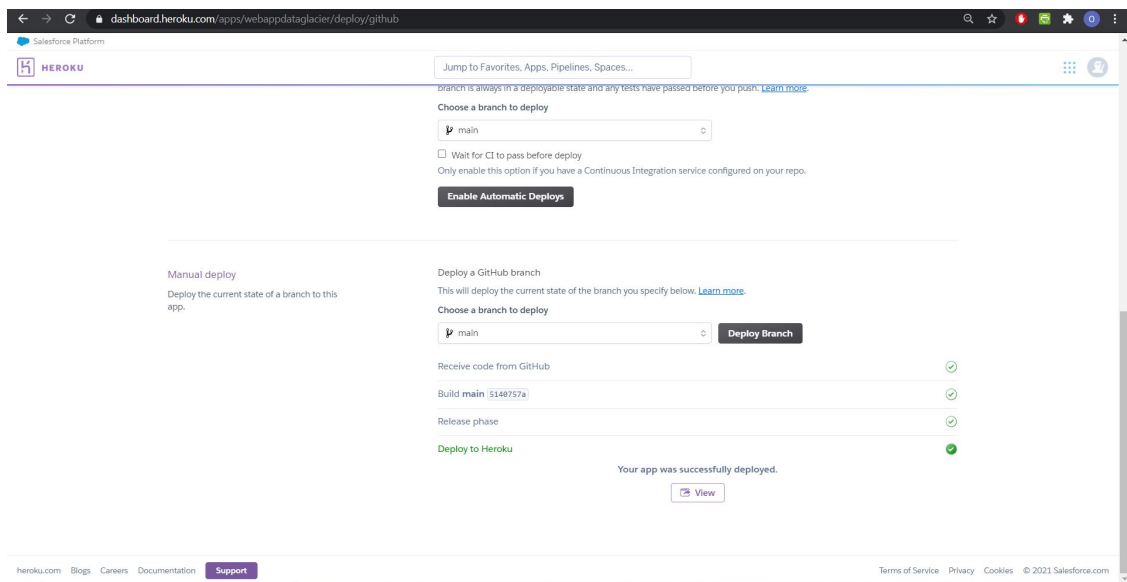 dashboard.heroku.com/apps/webappdataglacier/deploy/github
O
Salesforce Platform
HEROKU
Jump to Favorites, Apps, Pipelines, Spaces...
branch is always in a deployable state and any tests have passed before you push. Learn more.
Choose a branch to deploy
main
Wait for CI to pass before deploy
Only enable this option if you have a Continuous Integration service configured on your repo.
Enable Automatic Deploys
Manual deploy
Deploy the current state of a branch to this
app.
Deploy a GitHub branch
This will deploy the current state of the branch you specify below. Learn more.
Choose a branch to deploy
main
Deploy Branch
Receive code from GitHub
Build main 5140757a
Release phase
Deploy to Heroku
Your app was successfully deployed.
View
heroku.com Blogs Careers Documentation Support
Terms of Service Privacy Cookies © 2021 Salesforce.com